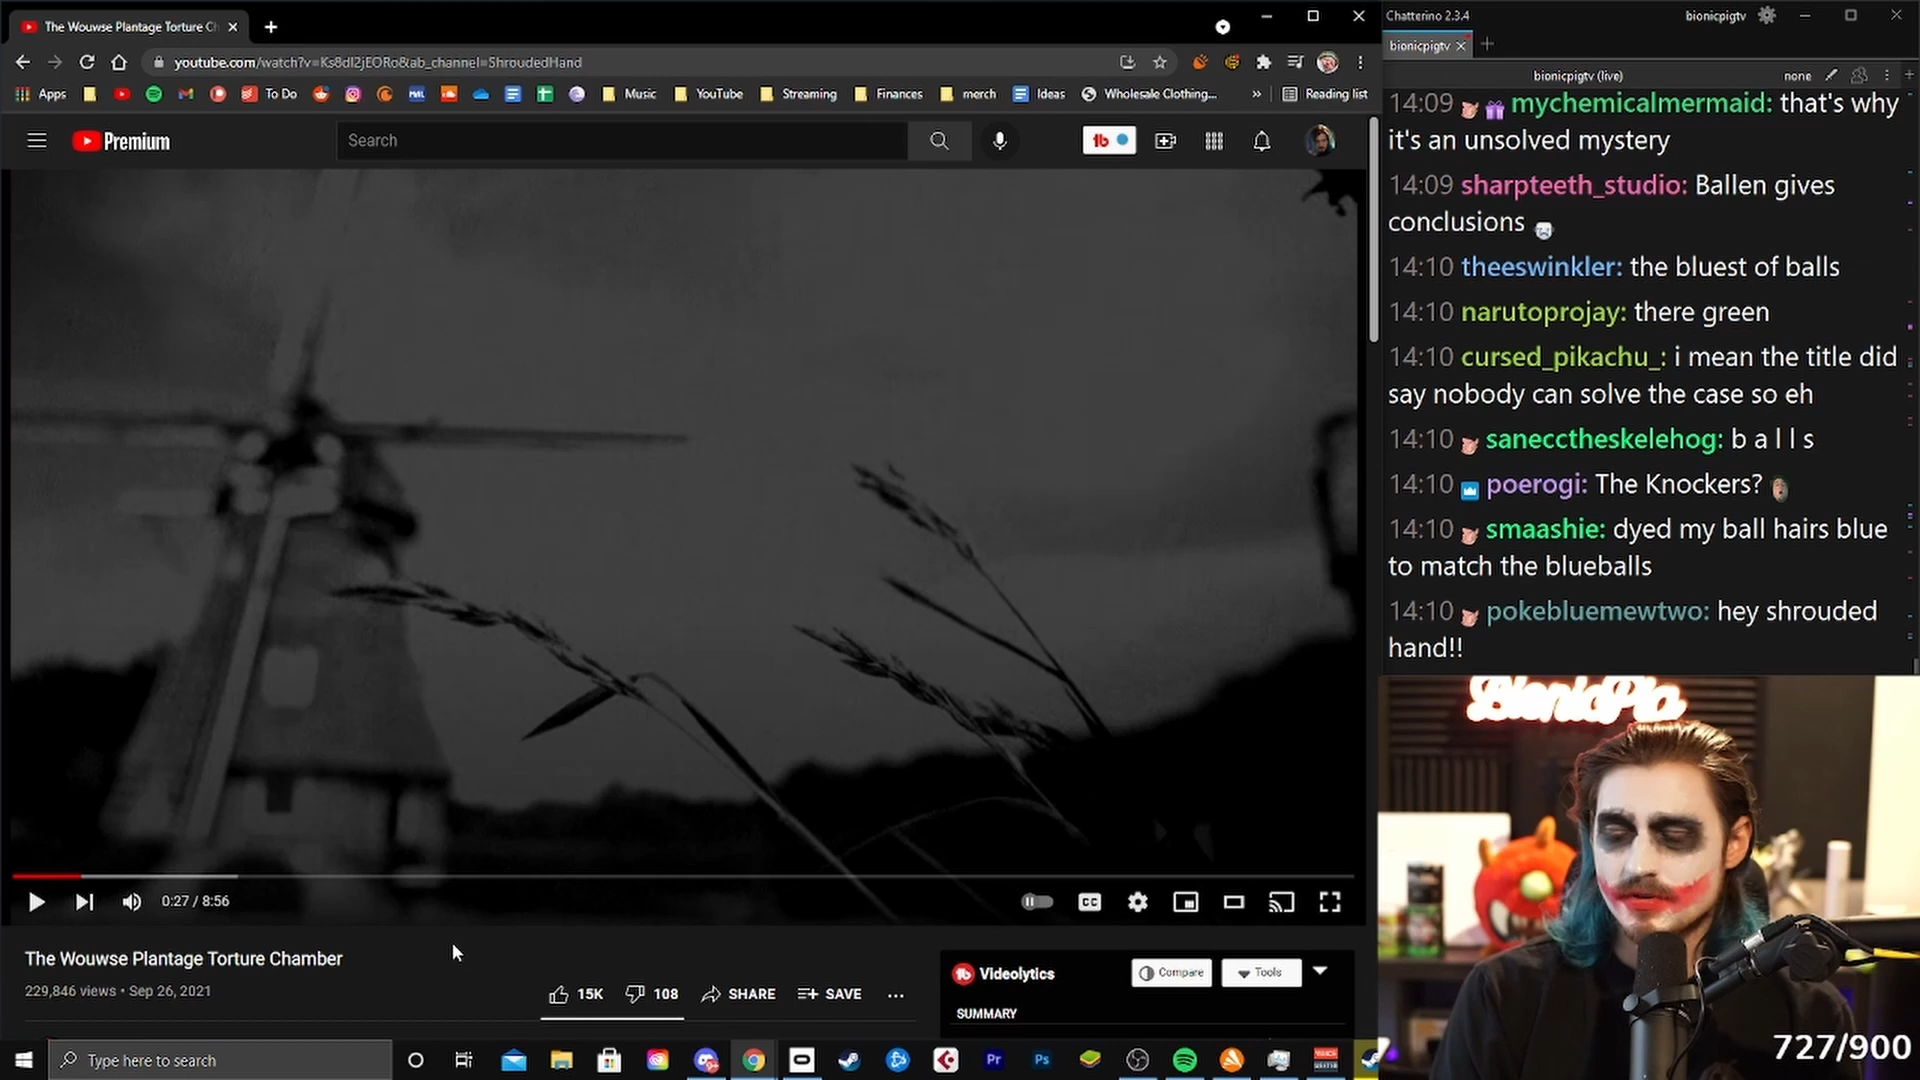 The Wouwse Plantage Torture Ch
youtube.com/watch?v=Ks8dl2jEORo&ab_channel=ShroudedHand
Apps
To Do
Music
YouTube
Streaming
Finances
merch
Ideas
Wholesale Clothing...
»
Reading list
Premium
Search
0:27 / 8:56
CC
The Wouwse Plantage Torture Chamber
229,846 views • Sep 26, 2021
15K
108
SHARE
SAVE
Videolytics
Compare
Tools
SUMMARY
Type here to search
Pr
Ps
Chatterino 2.3.4
bionicpigtv
bionicpigtv
bionicpigtv (live)
none
14:09 mychemicalmermaid: that's why
it's an unsolved mystery
14:09 sharpteeth_studio: Ballen gives
conclusions
14:10 theeswinkler: the bluest of balls
14:10 narutoprojay: there green
14:10 cursed_pikachu_: i mean the title did
say nobody can solve the case so eh
14:10 sanecctheskelehog: b a l l s
14:10 poerogi: The Knockers?
14:10 smaashie: dyed my ball hairs blue
to match the blueballs
14:10 pokebluemewtwo: hey shrouded
hand!!
BionicPig
727/900